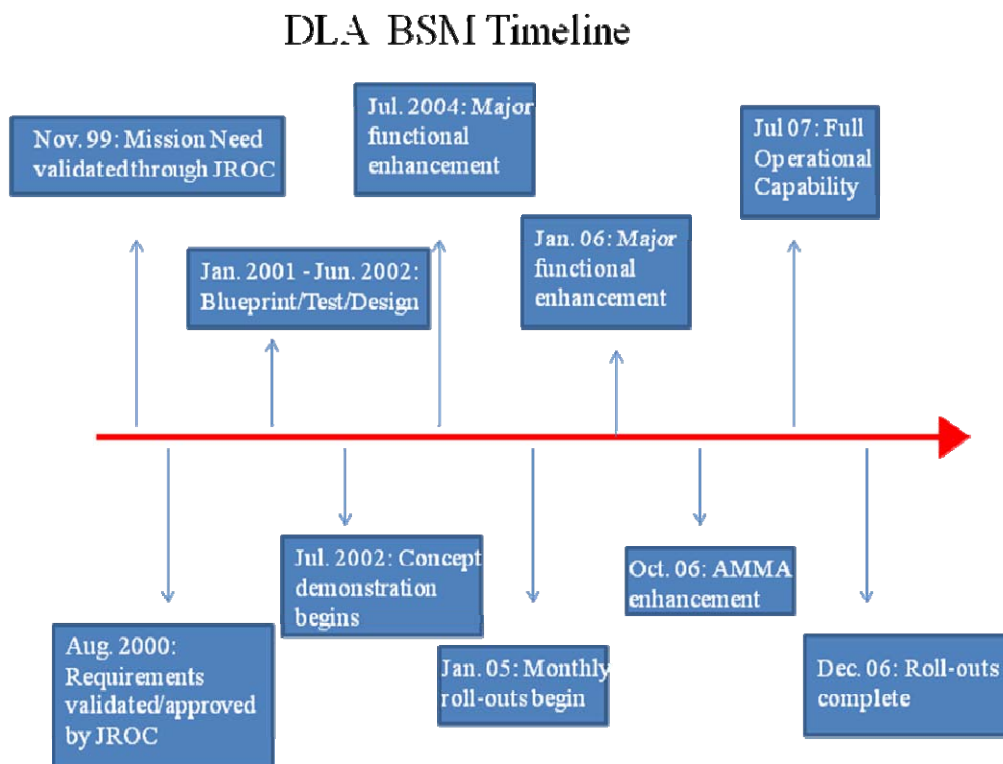 DLA BSM Timeline
Nov. 99: Mission Need
validated through JROC
Jul. 2004: Major
functional
enhancement
Jul 07: Full
Operational
Capability
Jan. 2001 - Jun. 2002:
Blueprint/Test/Design
Jan. 06: Major
functional
enhancement
Aug. 2000:
Requirements
validated/approved
by JROC
Jul. 2002: Concept
demonstration
begins
Jan. 05: Monthly
roll-outs begin
Oct. 06: AMMA
enhancement
Dec. 06: Roll-outs
complete